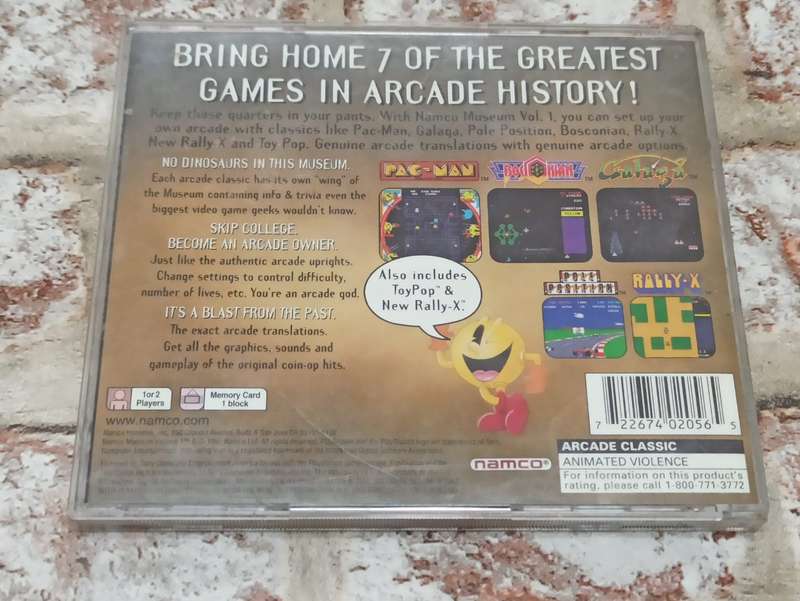 BRING HOME 7 OF THE GREATEST
GAMES IN ARCADE HISTORY!
Keep those quarters in your pants. With Namco Museum Vol. 1, you can set up your
own arcade with classics like Pac-Man, Galaga, Pole Position, Bosconian, Rally-X,
New Rally-X and Toy Pop. Genuine arcade translations with genuine arcade options.
NO DINOSAURS IN THIS MUSEUM.
Each arcade classic has its own "wing" of
the Museum containing info & trivia even the
biggest video game geeks wouldn't know.
SKIP COLLEGE.
BECOME AN ARCADE OWNER.
Just like the authentic arcade uprights.
Change settings to control difficulty,
number of lives, etc. You're an arcade god.
IT'S A BLAST FROM THE PAST.
The exact arcade translations.
Get all the graphics, sounds and
gameplay of the original coin-op hits.
PAC-MAN™
BOSCONIAN™
Galaga™
Also includes
ToyPop™ &
New Rally-X™.
POLE
POSITION™
RALLY-X
1 or 2
Players
Memory Card
1 block
www.namco.com
namco®
7 22674 02056 5
ARCADE CLASSIC
ANIMATED VIOLENCE
For information on this product's
rating, please call 1-800-771-3772